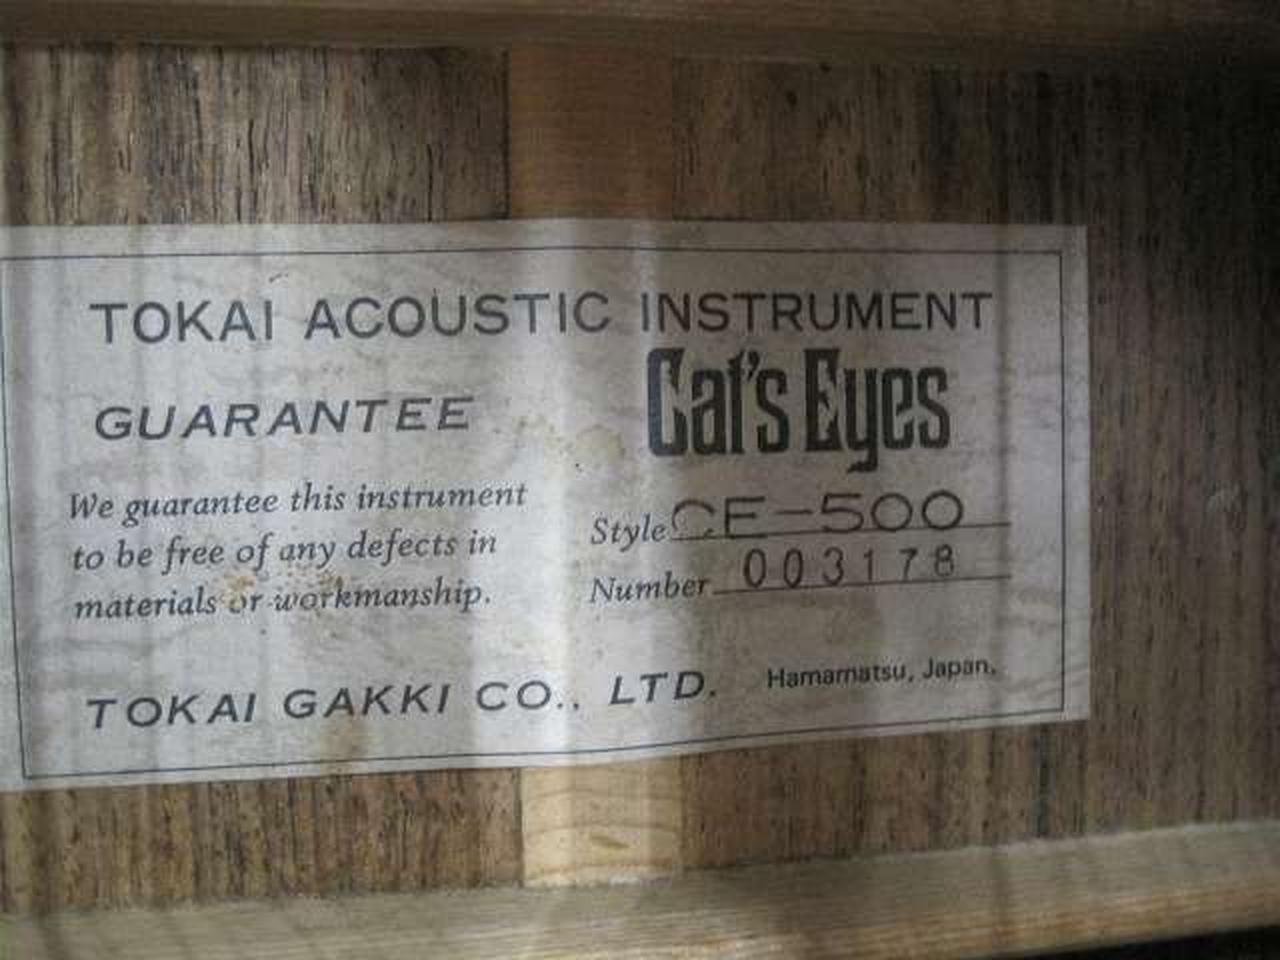 TOKAI ACOUSTIC INSTRUMENT
Cat's Eyes
GUARANTEE
We guarantee this instrument
to be free of any defects in
materials or workmanship.
Style CE-500
Number 003178
TOKAI GAKKI CO., LTD. Hamamatsu, Japan.